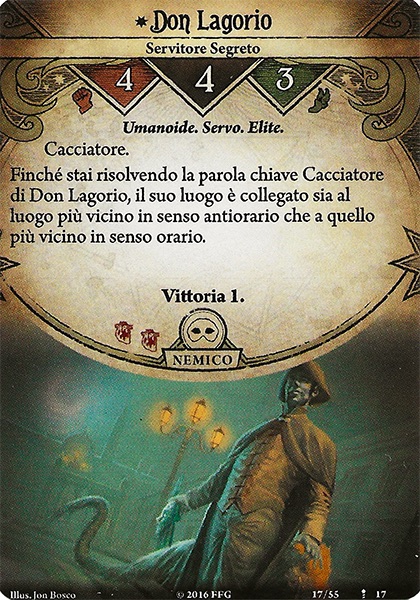 Don Lagorio
Servitore Segreto
4 4 3
Umanoide. Servo. Elite.
Cacciatore.
Finché stai risolvendo la parola chiave Cacciatore
di Don Lagorio, il suo luogo è collegato sia al
luogo più vicino in senso antiorario che a quello
più vicino in senso orario.
Vittoria 1.
NEMICO
Illus. Jon Bosco © 2016 FFG 17/55 17